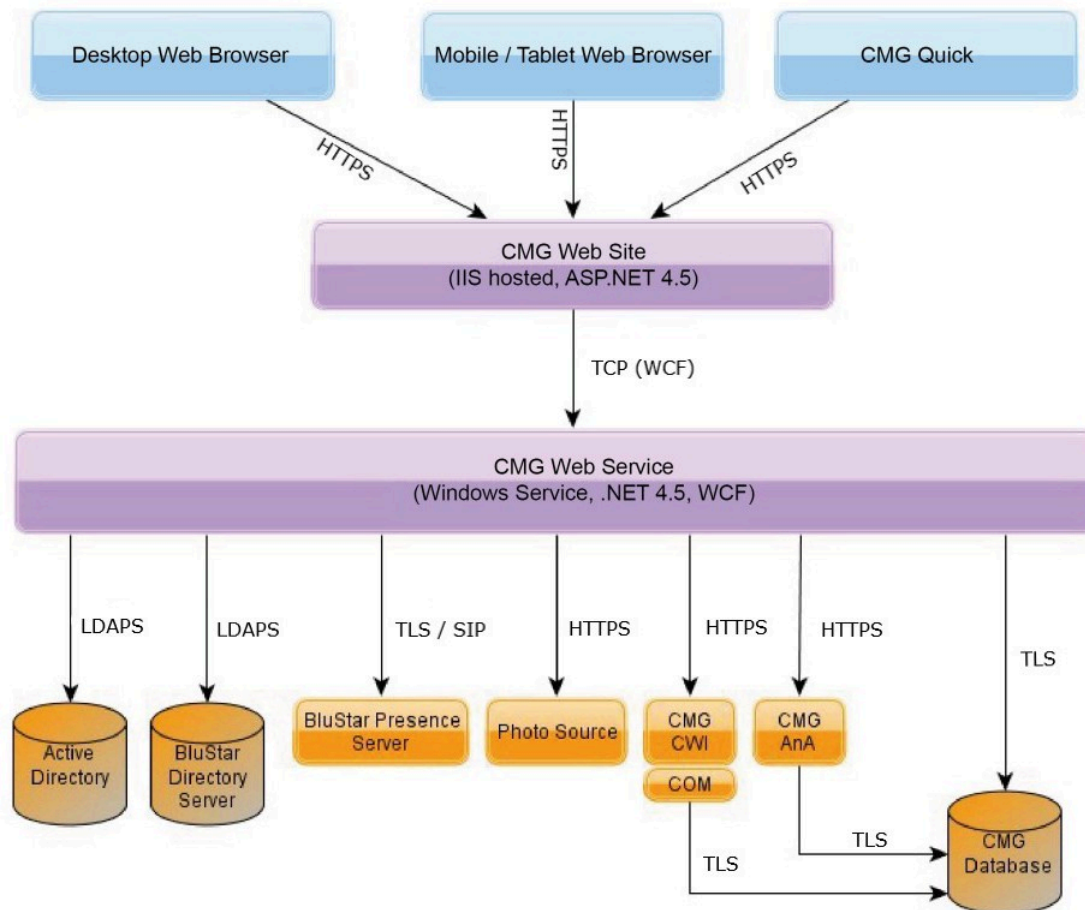 Desktop Web Browser
Mobile / Tablet Web Browser
CMG Quick
HTTPS
HTTPS
HTTPS
CMG Web Site
(IIS hosted, ASP.NET 4.5)
TCP (WCF)
CMG Web Service
(Windows Service, .NET 4.5, WCF)
LDAPS
LDAPS
TLS / SIP
HTTPS
HTTPS
HTTPS
TLS
Active
Directory
BluStar
Directory
Server
BluStar Presence
Server
Photo Source
CMG
CWI
COM
CMG
AnA
TLS
TLS
CMG
Database